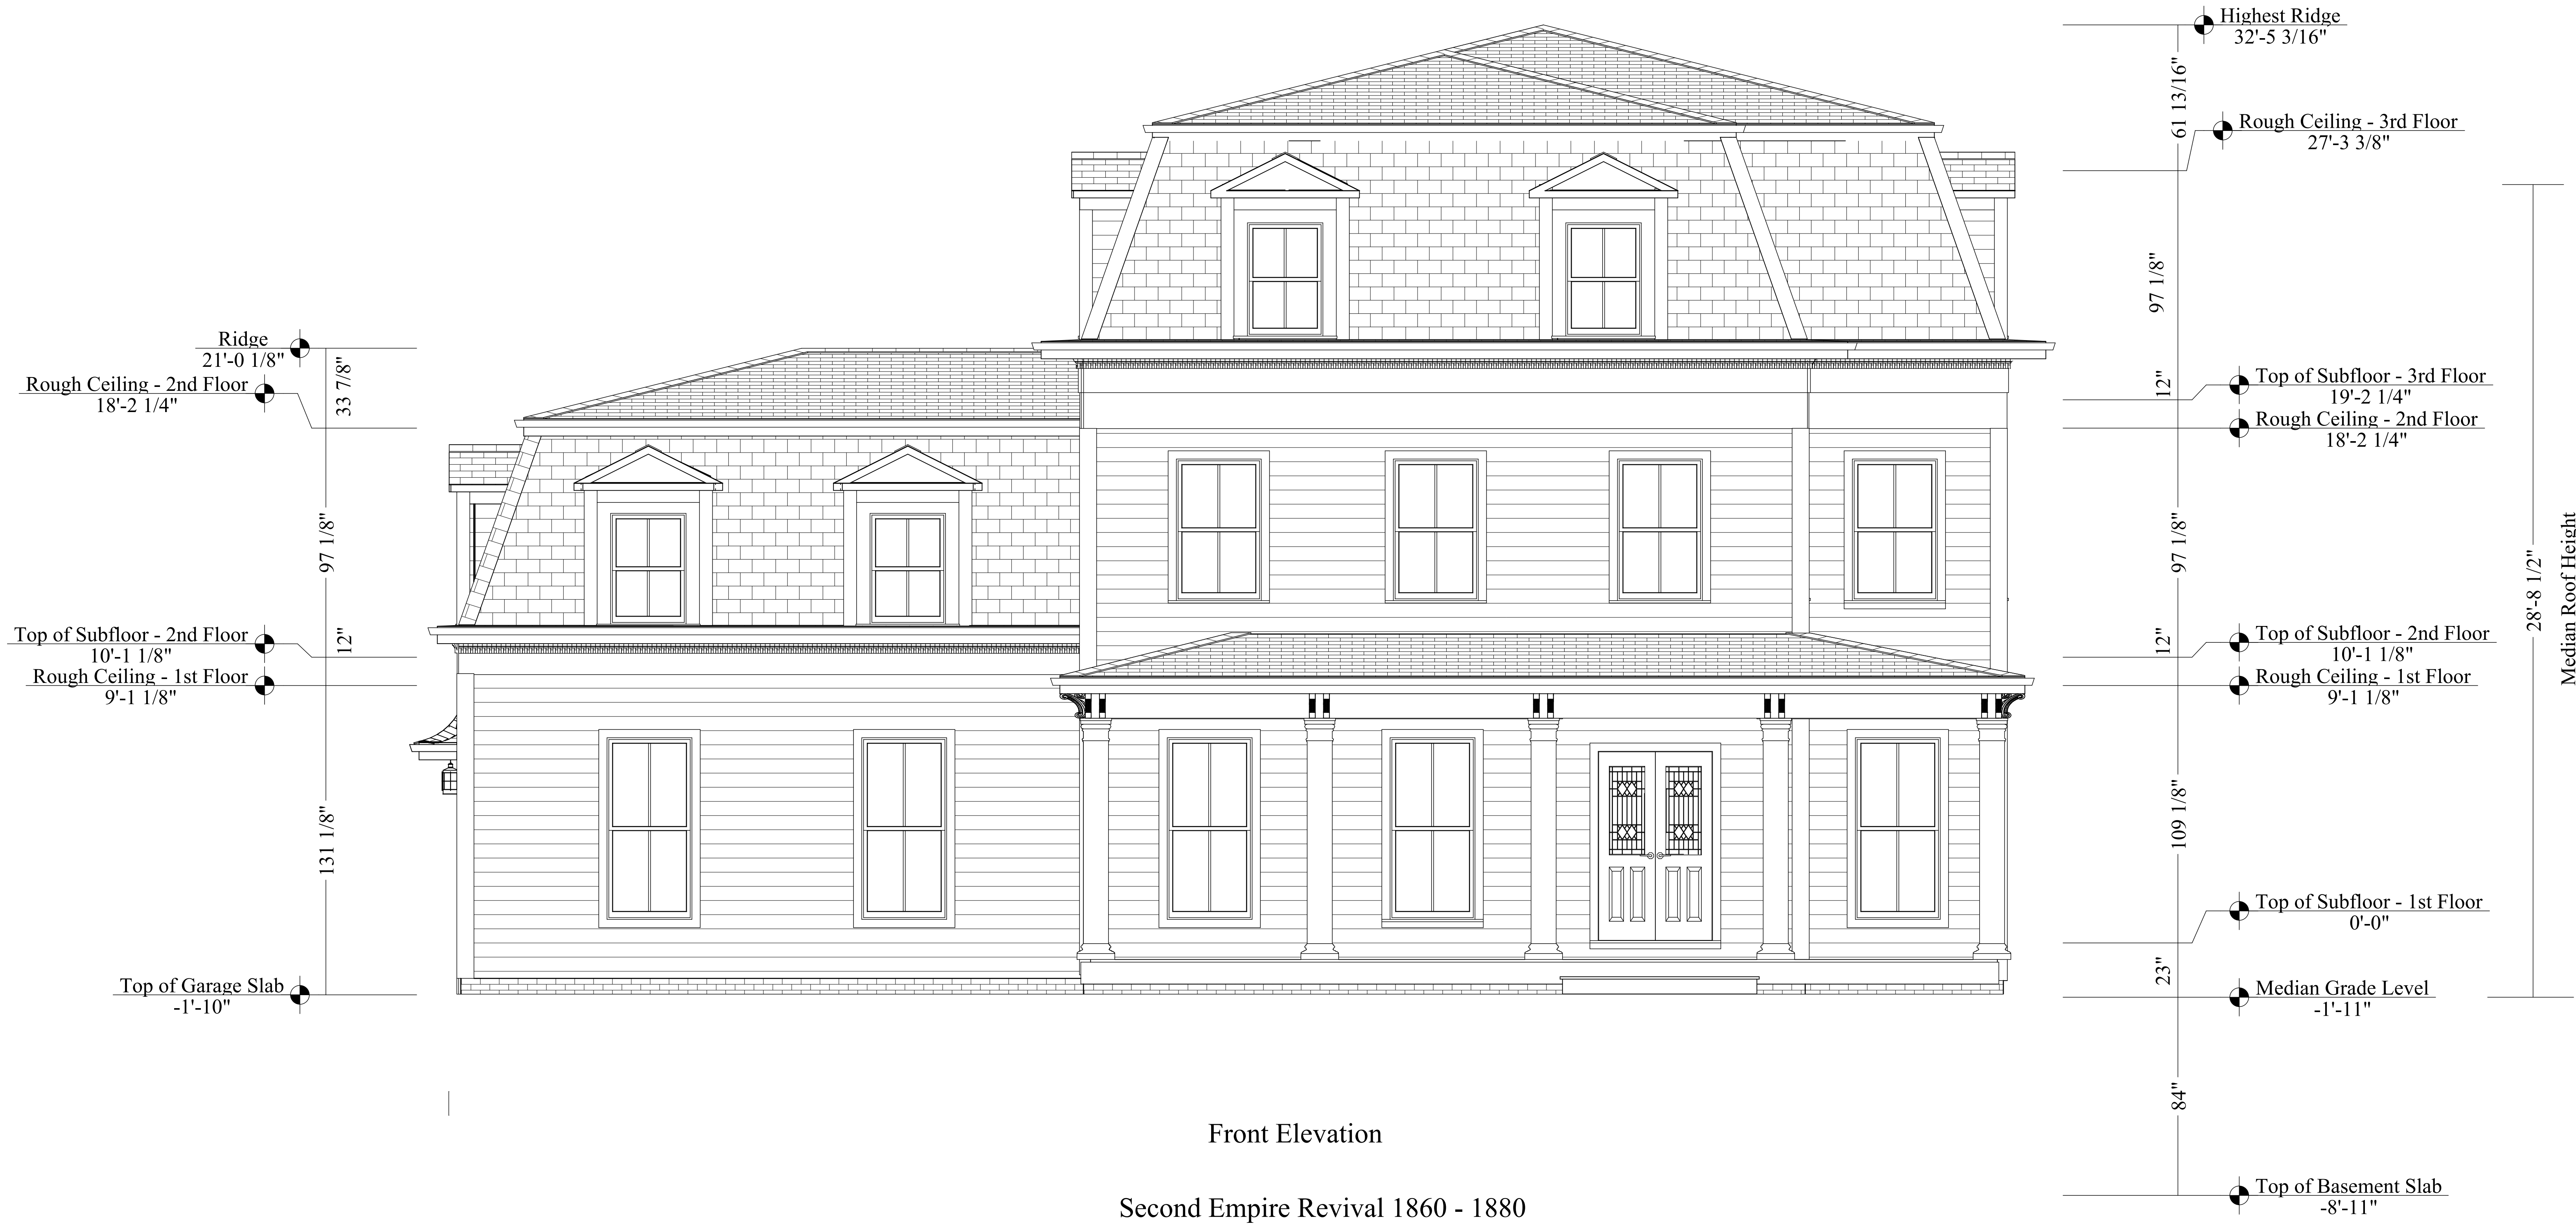 Highest Ridge
32'-5 3/16"
61 13/16"
Rough Ceiling - 3rd Floor
27'-3 3/8"
97 1/8"
Ridge
21'-0 1/8"
33 7/8"
Rough Ceiling - 2nd Floor
18'-2 1/4"
12"
Top of Subfloor - 3rd Floor
19'-2 1/4"
Rough Ceiling - 2nd Floor
18'-2 1/4"
97 1/8"
97 1/8"
28'-8 1/2"
Median Roof Height
Top of Subfloor - 2nd Floor
10'-1 1/8"
12"
Rough Ceiling - 1st Floor
9'-1 1/8"
12"
Top of Subfloor - 2nd Floor
10'-1 1/8"
Rough Ceiling - 1st Floor
9'-1 1/8"
131 1/8"
109 1/8"
Top of Subfloor - 1st Floor
0'-0"
23"
Top of Garage Slab
-1'-10"
Median Grade Level
-1'-11"
84"
Front Elevation
Top of Basement Slab
-8'-11"
Second Empire Revival 1860 - 1880